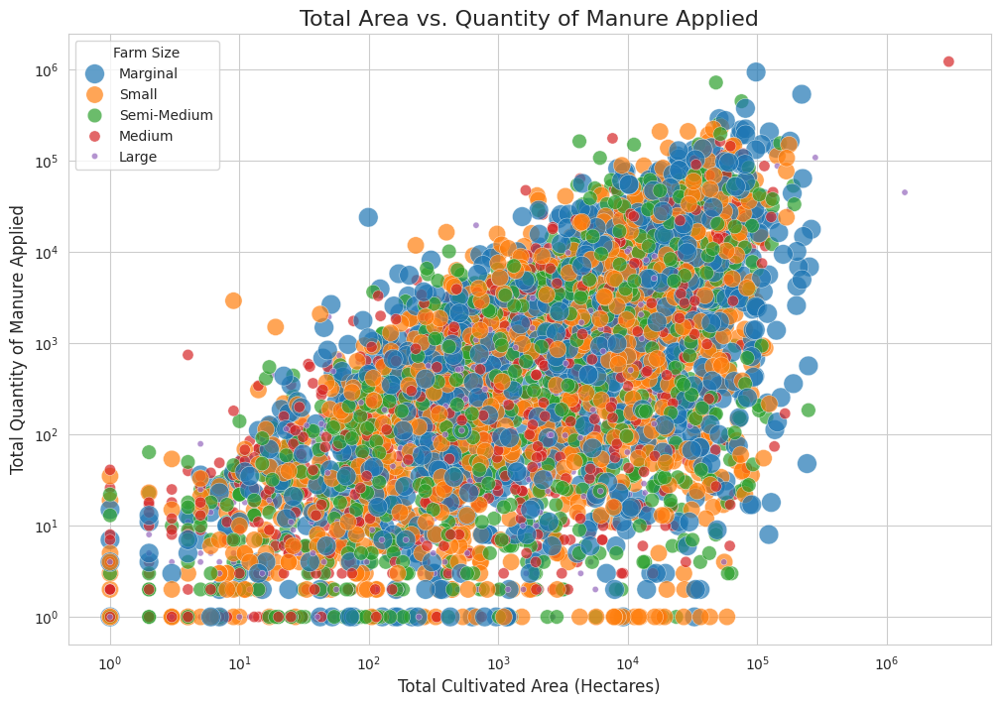 Total Area vs. Quantity of Manure Applied
Farm Size
Marginal
Small
Semi-Medium
Medium
Large
Total Quantity of Manure Applied
10⁶
10⁵
10⁴
10³
10²
10¹
10⁰
10⁰ 10¹ 10² 10³ 10⁴ 10⁵ 10⁶
Total Cultivated Area (Hectares)